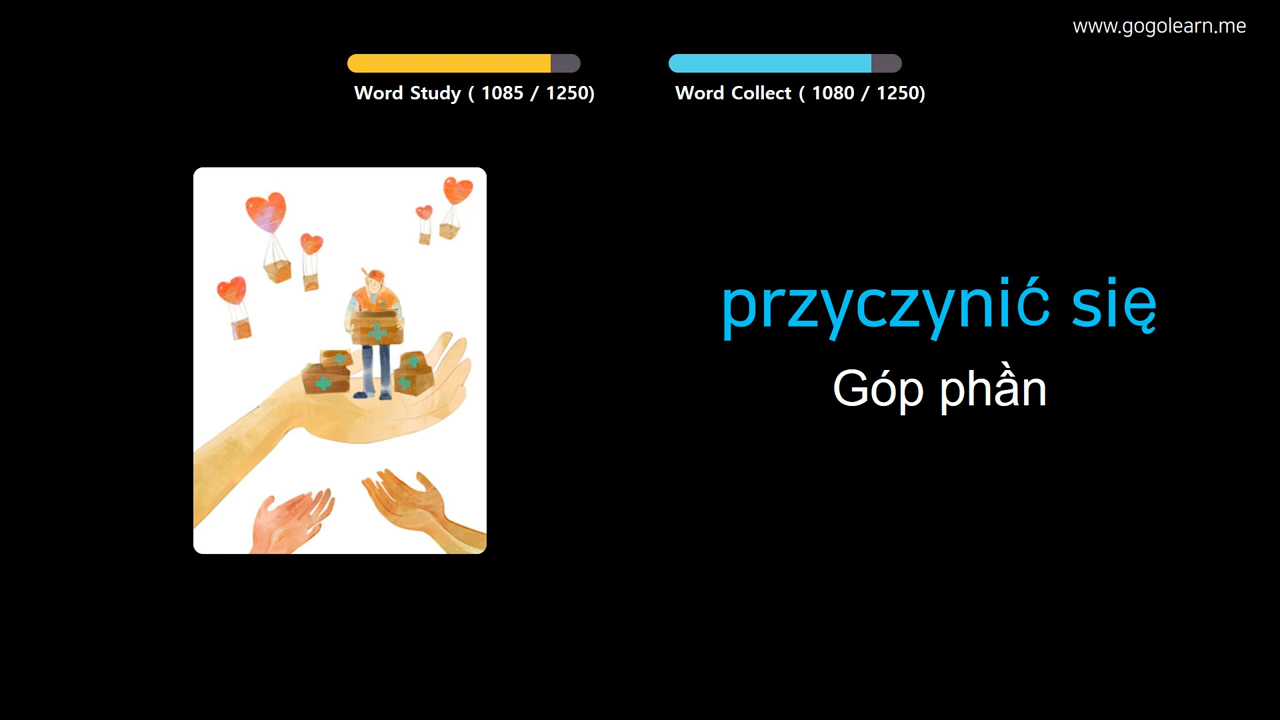 www.gogolearn.me
Word Study ( 1085 / 1250)
Word Collect ( 1080 / 1250)
przyczynić się
Góp phần